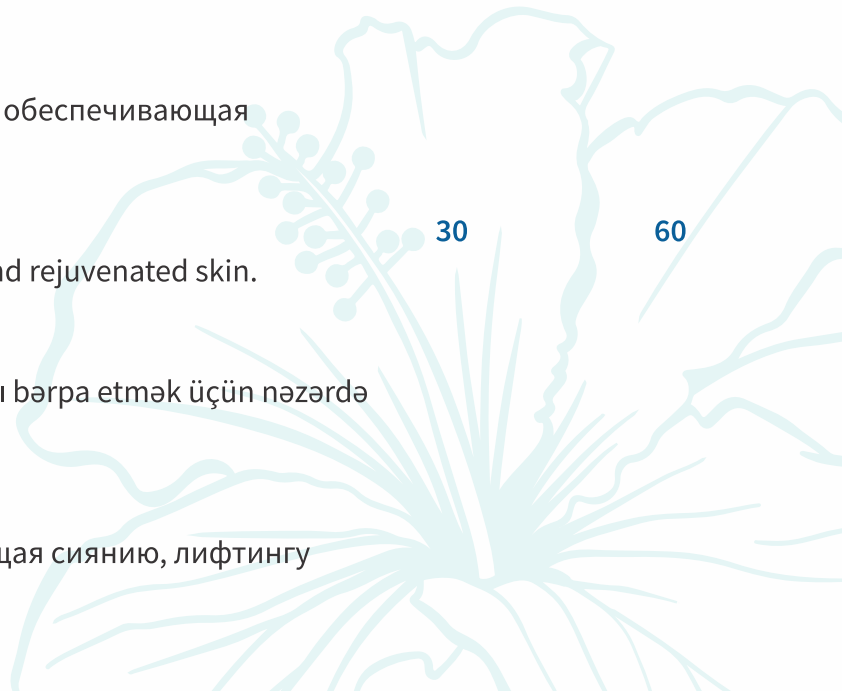 обеспечивающая
30 60
nd rejuvenated skin.
bərpa etmək üçün nəzərdə
щая сиянию, лифтингу